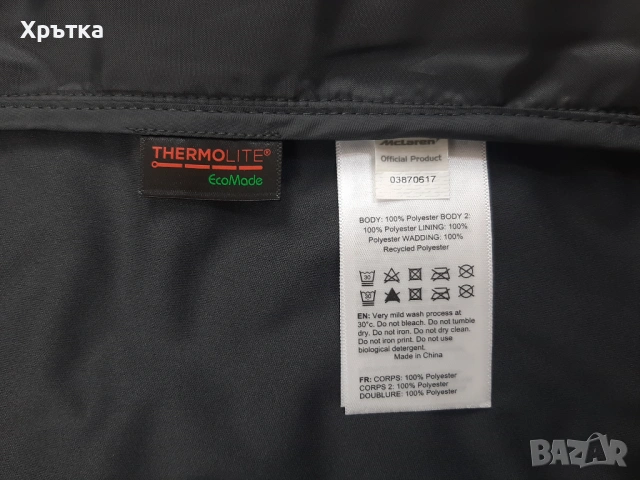 Хрътка
THERMOLITE®
EcoMade
McLaren
Official Product
03870617
BODY: 100% Polyester BODY 2:
100% Polyester LINING: 100%
Polyester WADDING: 100%
Recycled Polyester
30
30
EN: Very mild wash process at
30°c. Do not bleach. Do not tumble
dry. Do not iron. Do not dry clean.
Do not iron print. Do not use
biological detergent.
Made in China
FR: CORPS: 100% Polyester
CORPS 2: 100% Polyester
DOUBLURE: 100% Polyester
BAZAR